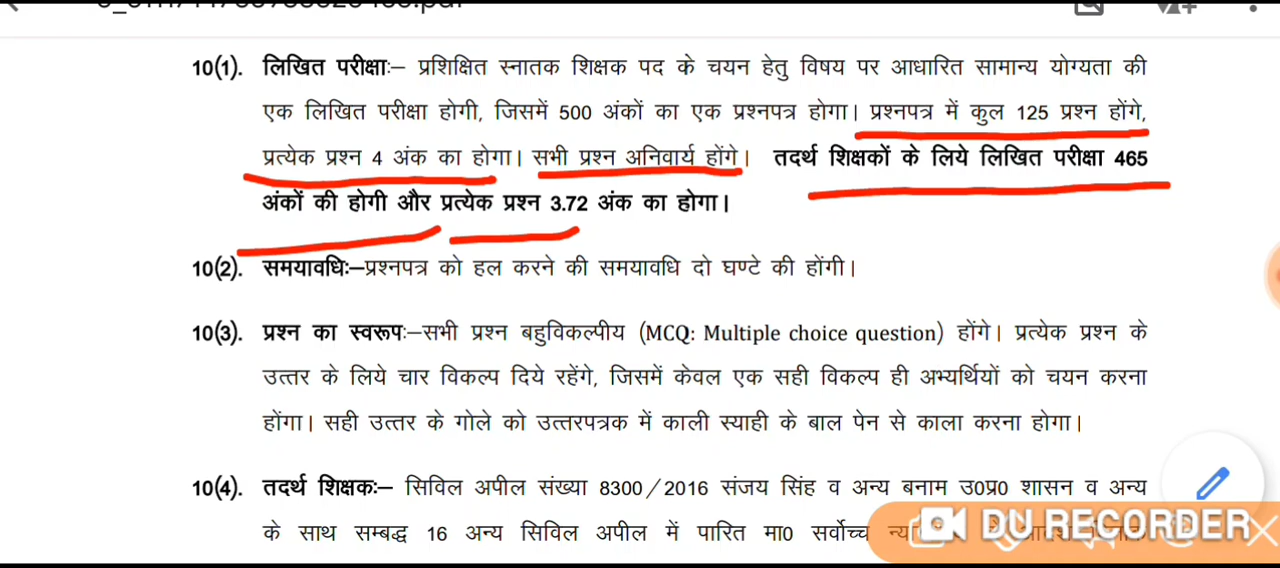 10(1). लिखित परीक्षाः– प्रशिक्षित स्नातक शिक्षक पद के चयन हेतु विषय पर आधारित सामान्य योग्यता की
एक लिखित परीक्षा होगी, जिसमें 500 अंकों का एक प्रश्नपत्र होगा। प्रश्नपत्र में कुल 125 प्रश्न होंगे,
प्रत्येक प्रश्न 4 अंक का होगा। सभी प्रश्न अनिवार्य होंगे। तदर्थ शिक्षकों के लिये लिखित परीक्षा 465
अंकों की होगी और प्रत्येक प्रश्न 3.72 अंक का होगा।
10(2). समयावधिः–प्रश्नपत्र को हल करने की समयावधि दो घण्टे की होंगी।
10(3). प्रश्न का स्वरूपः–सभी प्रश्न बहुविकल्पीय (MCQ: Multiple choice question) होंगे। प्रत्येक प्रश्न के
उत्तर के लिये चार विकल्प दिये रहेंगे, जिसमें केवल एक सही विकल्प ही अभ्यर्थियों को चयन करना
होंगा। सही उत्तर के गोले को उत्तरपत्रक में काली स्याही के बाल पेन से काला करना होगा।
10(4). तदर्थ शिक्षकः– सिविल अपील संख्या 8300/2016 संजय सिंह व अन्य बनाम उ0प्र0 शासन व अन्य
के साथ सम्बद्ध 16 अन्य सिविल अपील में पारित मा0 सर्वोच्च
DU RECORDER